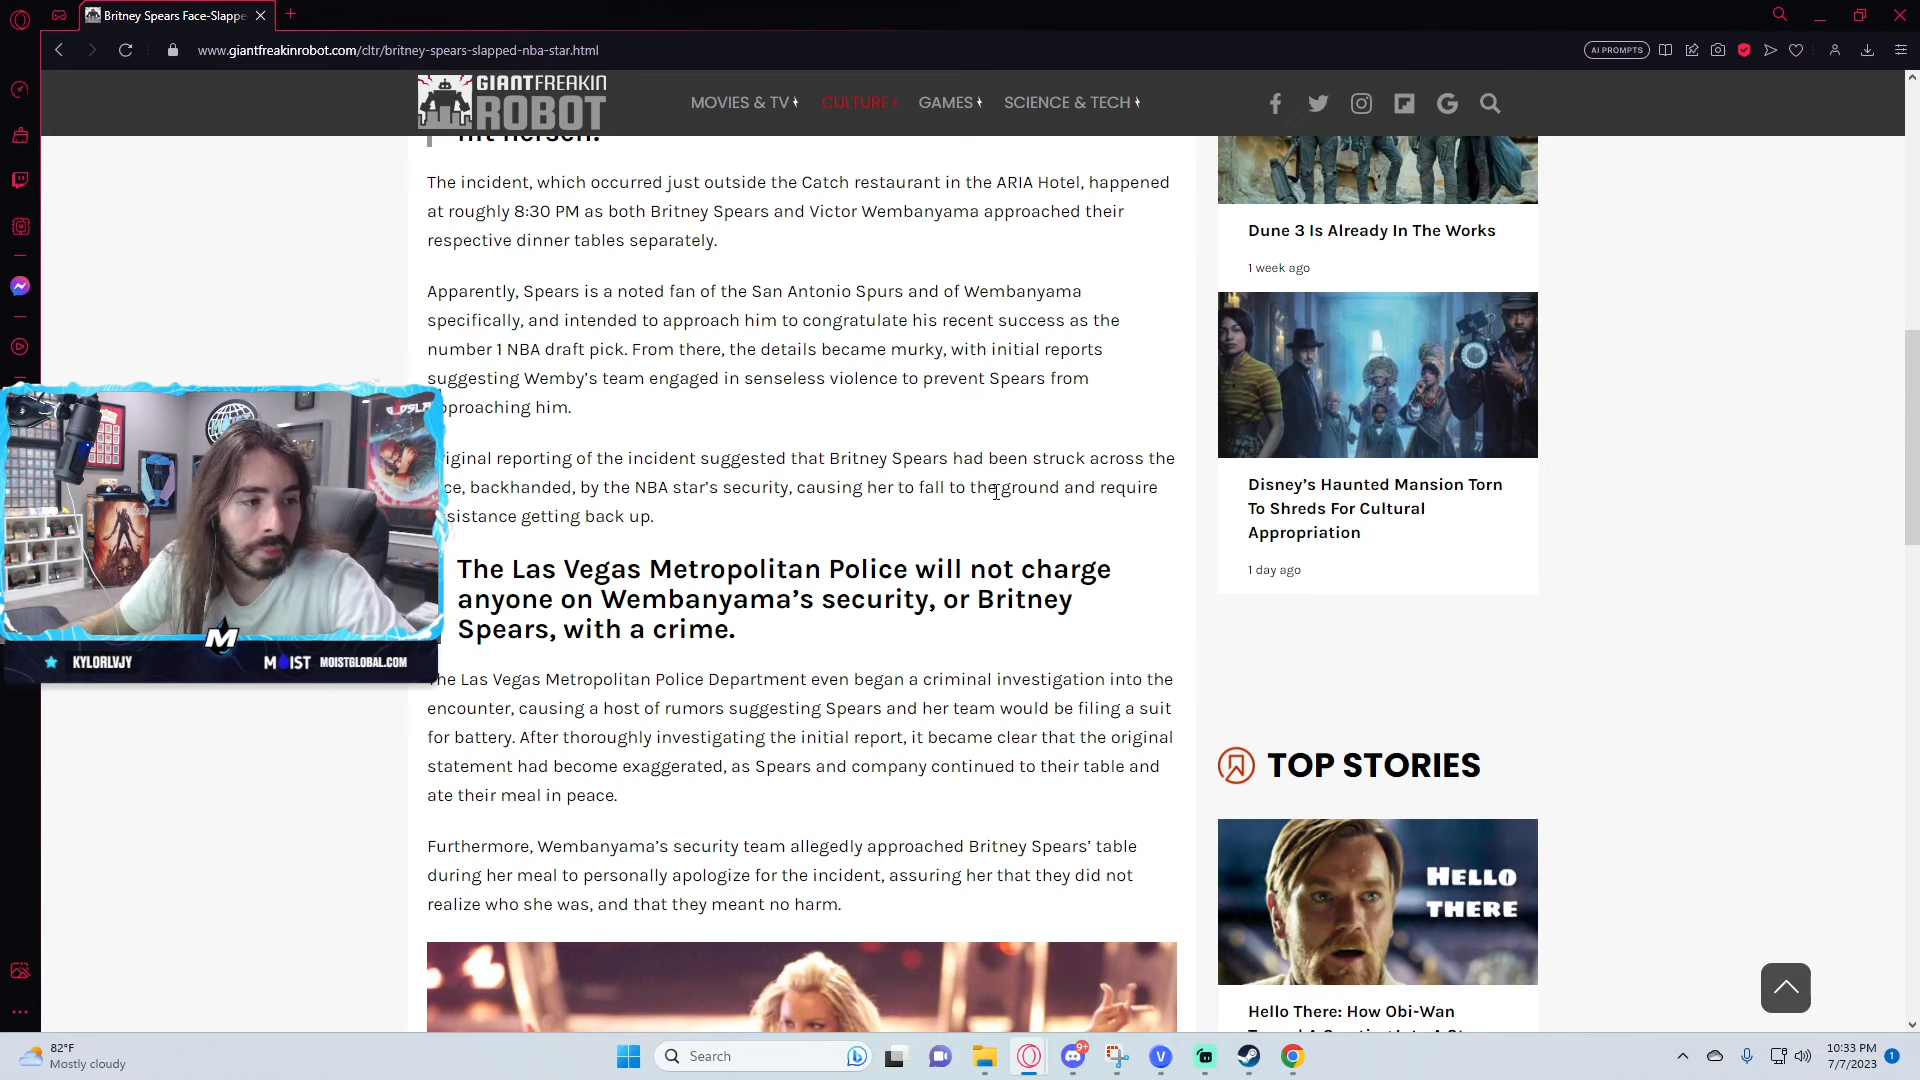 Britney Spears Face-Slappe
www.giantfreakinrobot.com/cltr/britney-spears-slapped-nba-star.html
AI PROMPTS
GIANT FREAKIN ROBOT
MOVIES & TV
CULTURE
GAMES
SCIENCE & TECH
The incident, which occurred just outside the Catch restaurant in the ARIA Hotel, happened
at roughly 8:30 PM as both Britney Spears and Victor Wembanyama approached their
respective dinner tables separately.
Apparently, Spears is a noted fan of the San Antonio Spurs and of Wembanyama
specifically, and intended to approach him to congratulate his recent success as the
number 1 NBA draft pick. From there, the details became murky, with initial reports
suggesting Wemby's team engaged in senseless violence to prevent Spears from
pproaching him.
iginal reporting of the incident suggested that Britney Spears had been struck across the
ce, backhanded, by the NBA star's security, causing her to fall to the ground and require
sistance getting back up.
The Las Vegas Metropolitan Police will not charge
anyone on Wembanyama's security, or Britney
Spears, with a crime.
he Las Vegas Metropolitan Police Department even began a criminal investigation into the
encounter, causing a host of rumors suggesting Spears and her team would be filing a suit
for battery. After thoroughly investigating the initial report, it became clear that the original
statement had become exaggerated, as Spears and company continued to their table and
ate their meal in peace.
Furthermore, Wembanyama's security team allegedly approached Britney Spears' table
during her meal to personally apologize for the incident, assuring her that they did not
realize who she was, and that they meant no harm.
Dune 3 Is Already In The Works
1 week ago
Disney's Haunted Mansion Torn
To Shreds For Cultural
Appropriation
1 day ago
TOP STORIES
HELLO
THERE
Hello There: How Obi-Wan
KYLORLVJY
MOIST
MOISTGLOBAL.COM
82°F
Mostly cloudy
Search
9+
10:33 PM
7/7/2023
1